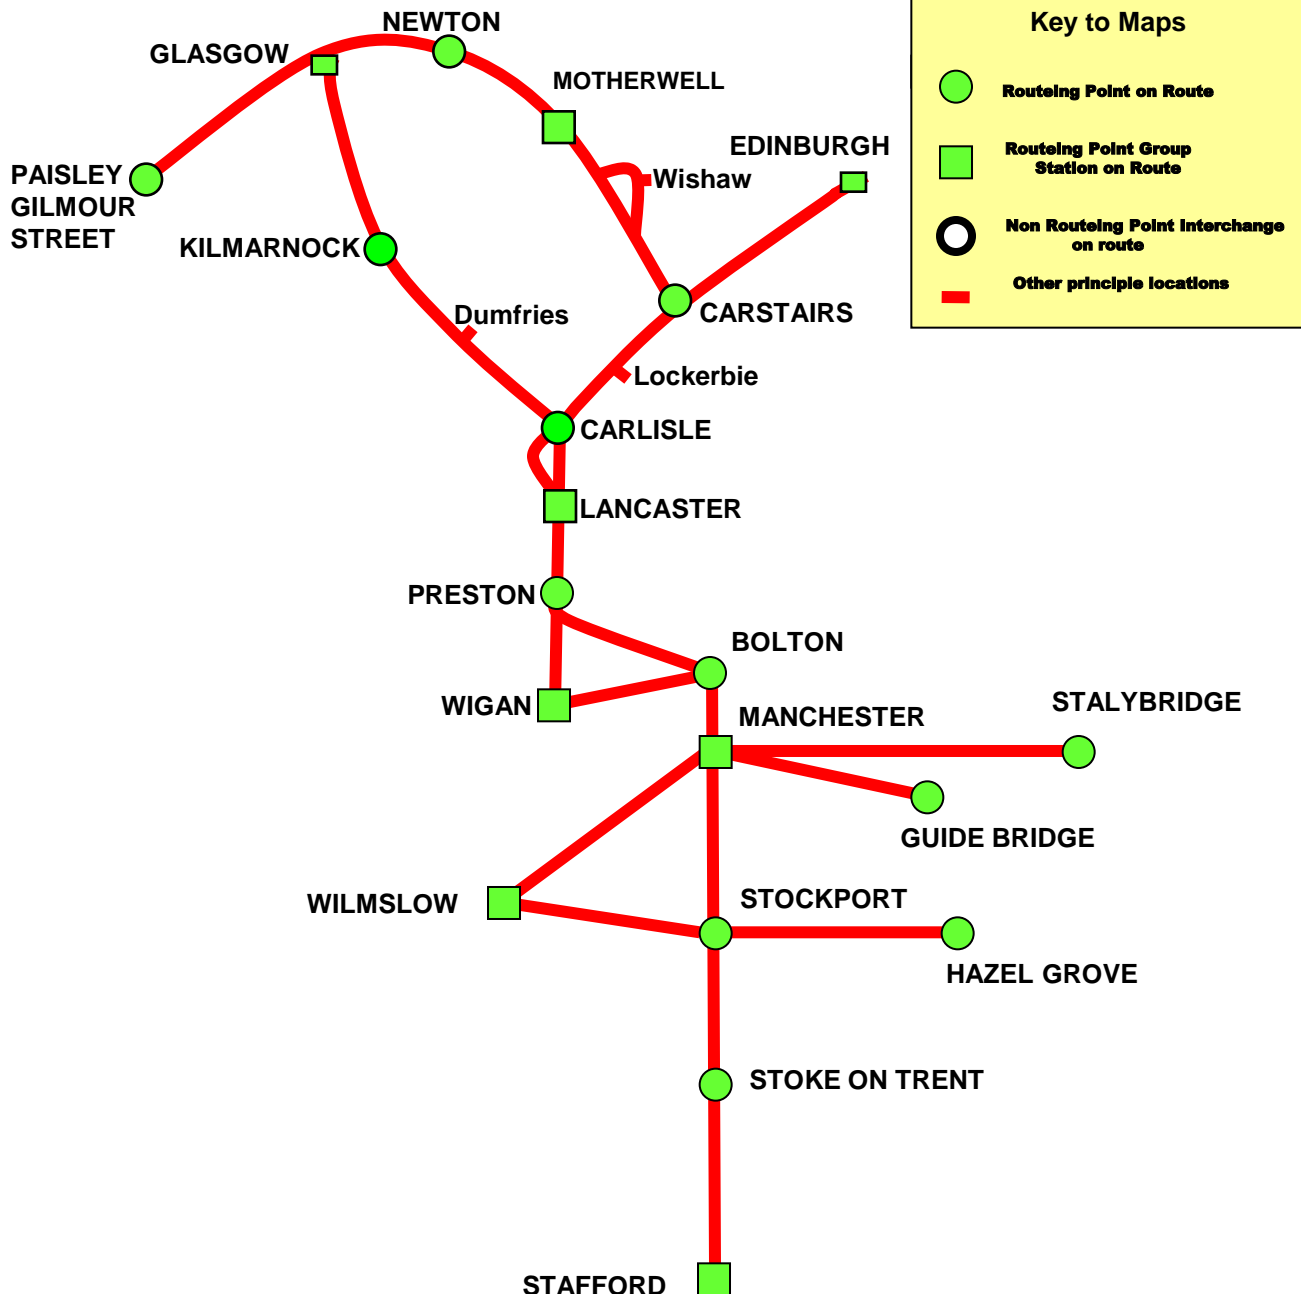 NEWTON
GLASGOW
MOTHERWELL
EDINBURGH
Wishaw
PAISLEY
GILMOUR
STREET
KILMARNOCK
Dumfries
CARSTAIRS
Lockerbie
CARLISLE
LANCASTER
PRESTON
BOLTON
WIGAN
MANCHESTER
STALYBRIDGE
GUIDE BRIDGE
WILMSLOW
STOCKPORT
HAZEL GROVE
STOKE ON TRENT
STAFFORD
Key to Maps
Routeing Point on Route
Routeing Point Group
Station on Route
Non Routeing Point Interchange
on route
Other principle locations